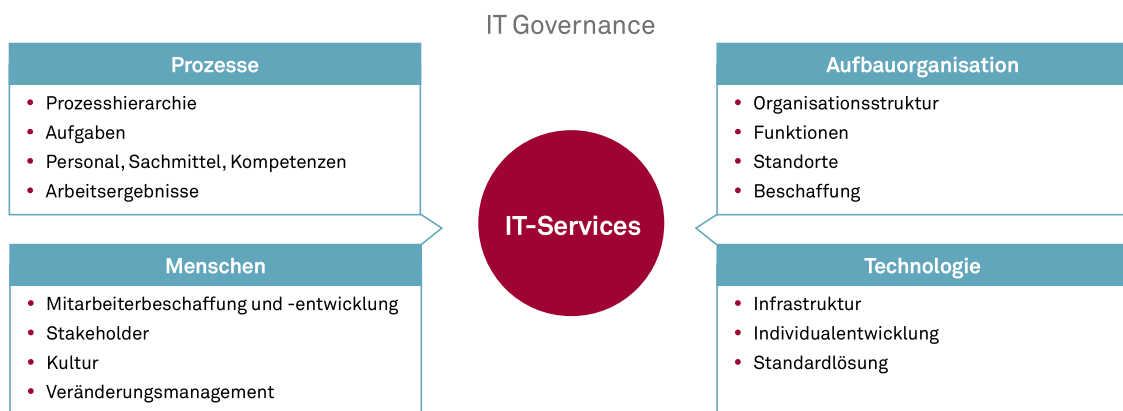 IT Governance
Prozesse
• Prozesshierarchie
• Aufgaben
• Personal, Sachmittel, Kompetenzen
• Arbeitsergebnisse
Aufbauorganisation
• Organisationsstruktur
• Funktionen
• Standorte
• Beschaffung
IT-Services
Menschen
• Mitarbeiterbeschaffung und -entwicklung
• Stakeholder
• Kultur
• Veränderungsmanagement
Technologie
• Infrastruktur
• Individualentwicklung
• Standardlösung